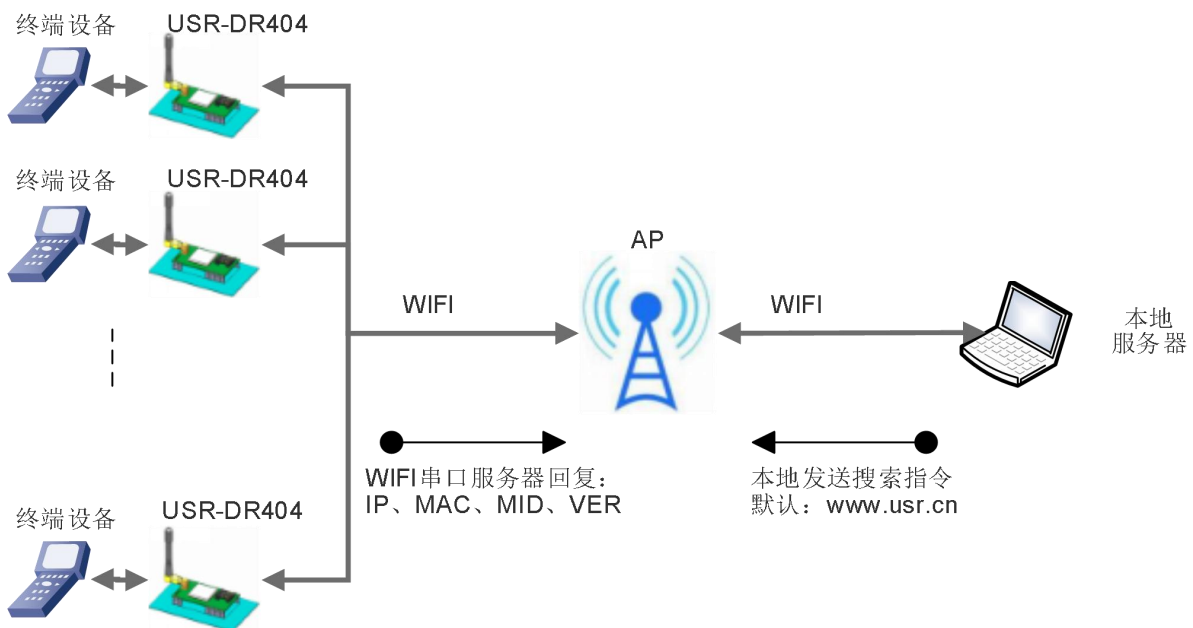 终端设备
USR-DR404
终端设备
USR-DR404
AP
WIFI
WIFI
本地
服务器
WIFI串口服务器回复：
IP、MAC、MID、VER
本地发送搜索指令
默认：www.usr.cn
终端设备
USR-DR404